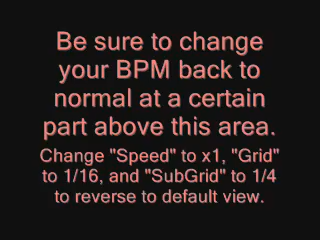 Be sure to change
your BPM back to
normal at a certain
part above this area.
Change "Speed" to x1, "Grid"
to 1/16, and "SubGrid" to 1/4
to reverse to default view.